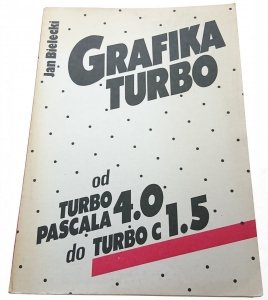 Jan Bielecki
GRAFIKA
TURBO
od
TURBO
PASCALA 4.0
do TURBO C 1.5